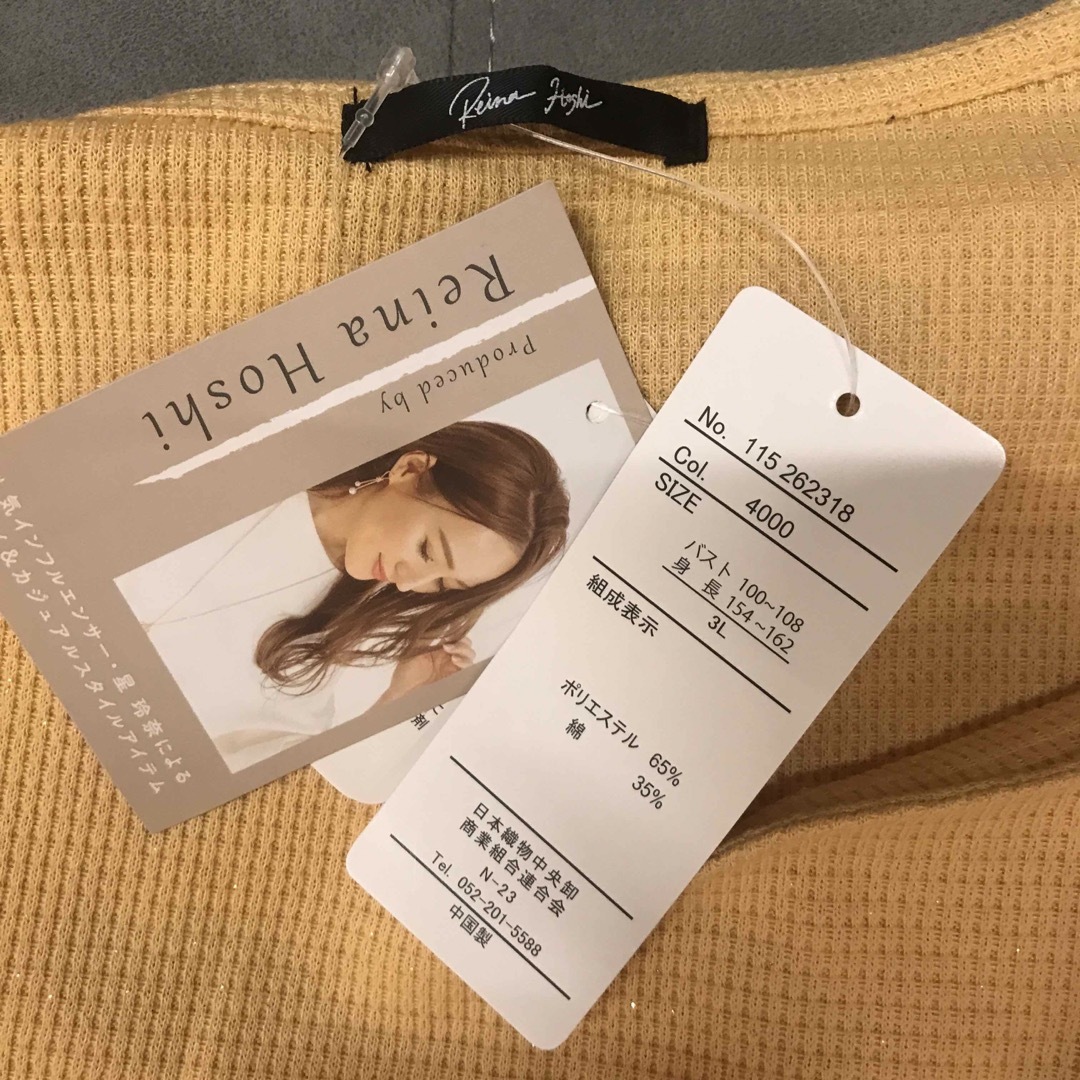 Reina Hoshi
Produced by
Reina Hoshi
気インフルエンサー・星 玲奈による
&カジュアルスタイルアイテム
剤
No. 115 262318
Col. 4000
SIZE
バスト 100~108
身 長 154~162
3L
組成表示
ポリエステル 65%
綿 35%
日本織物中央卸
商業組合連合会
N-23
Tel. 052-201-5588
中国製